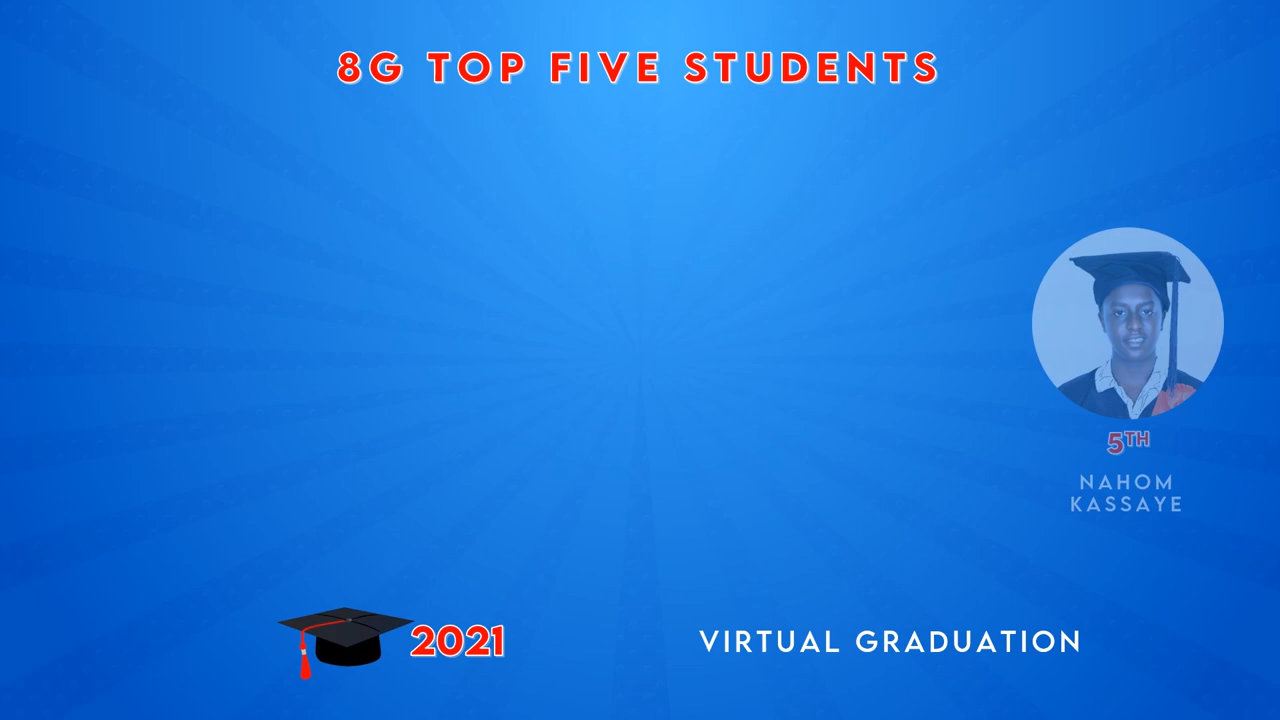 8G TOP FIVE STUDENTS
5TH
NAHOM
KASSAYE
2021
VIRTUAL GRADUATION